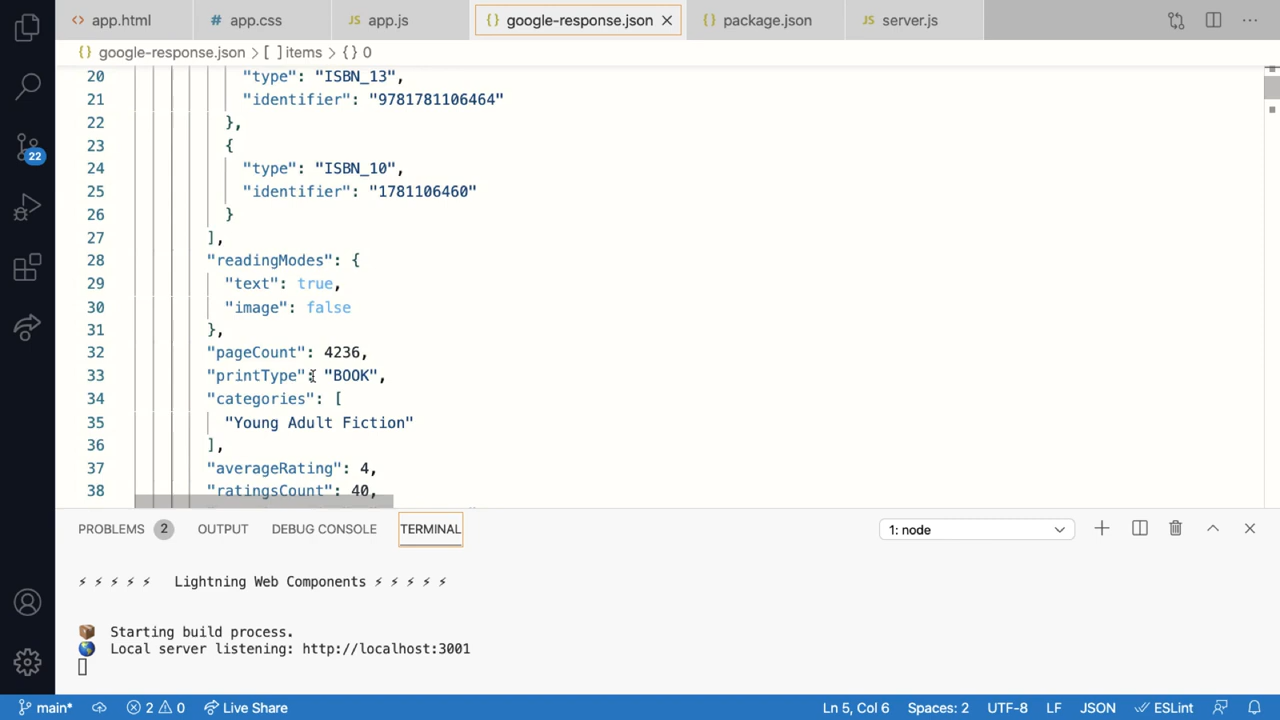 app.html
app.css
JS app.js
{} google-response.json
{} package.json
JS server.js
{} google-response.json > [ ] items > {} 0
20 "type": "ISBN_13",
21 "identifier": "9781781106464"
22 },
23 {
24 "type": "ISBN_10",
25 "identifier": "1781106460"
26 }
27 ],
28 "readingModes": {
29 "text": true,
30 "image": false
31 },
32 "pageCount": 4236,
33 "printType": "BOOK",
34 "categories": [
35 "Young Adult Fiction"
36 ],
37 "averageRating": 4,
38 "ratingsCount": 40,
22
PROBLEMS 2 OUTPUT DEBUG CONSOLE TERMINAL 1: node
⚡ ⚡ ⚡ ⚡ ⚡ Lightning Web Components ⚡ ⚡ ⚡ ⚡ ⚡
📦 Starting build process.
🌎 Local server listening: http://localhost:3001
main* 2 0 Live Share Ln 5, Col 6 Spaces: 2 UTF-8 LF JSON ESLint